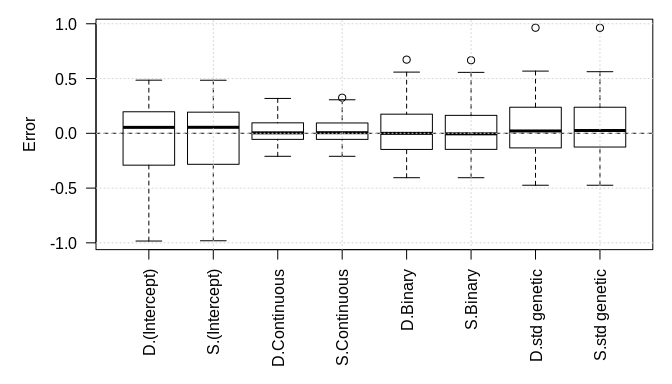 1.0
0.5
0.0
-0.5
-1.0
Error
D.(Intercept)
S.(Intercept)
D.Continuous
S.Continuous
D.Binary
S.Binary
D.std genetic
S.std genetic